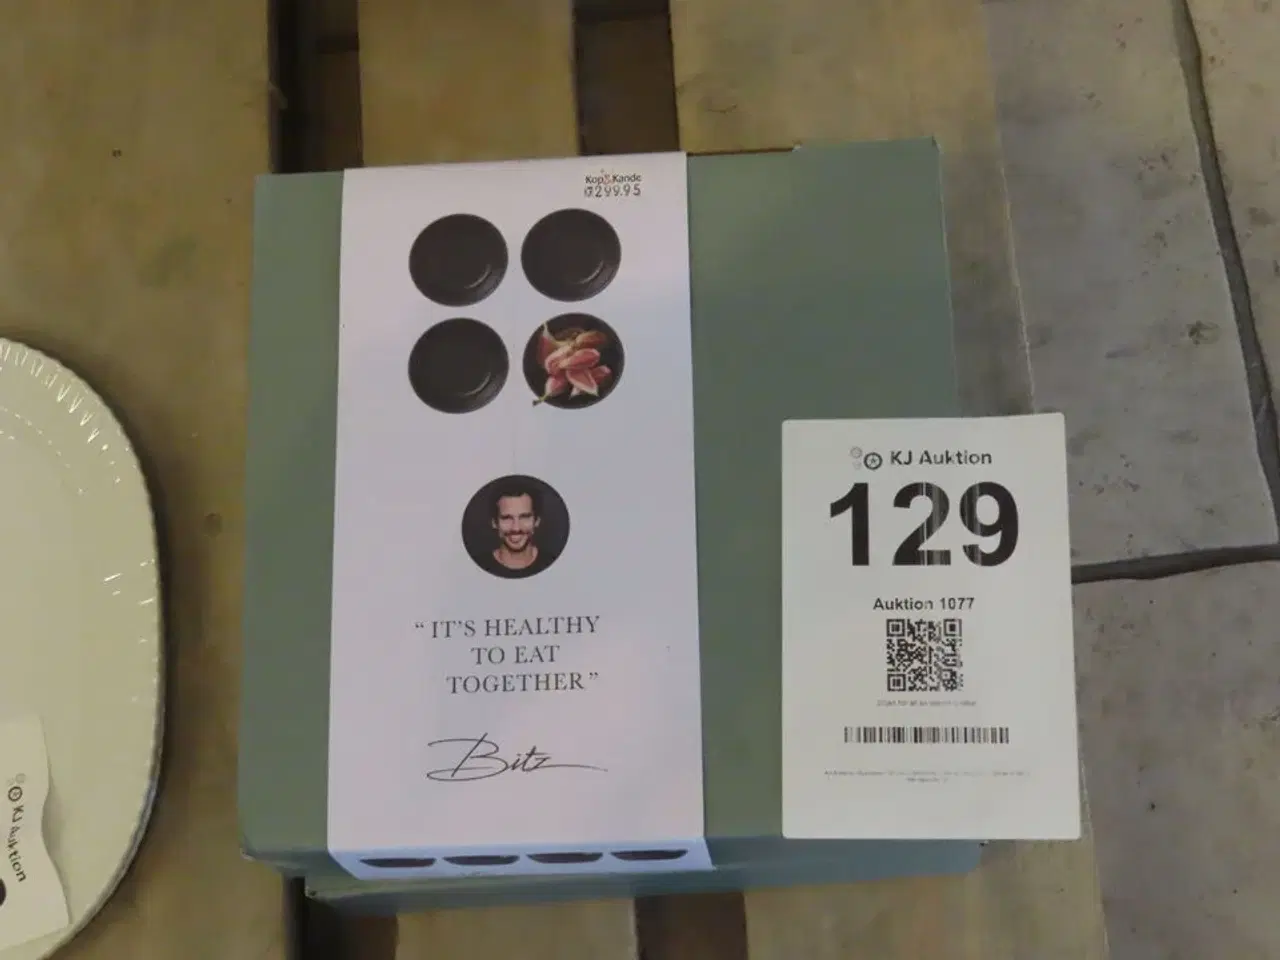 Kop&Kande
299.95
“ IT’S HEALTHY
TO EAT
TOGETHER ”
Bitz
KJ Auktion
129
Auktion 1077
KJ Auktion